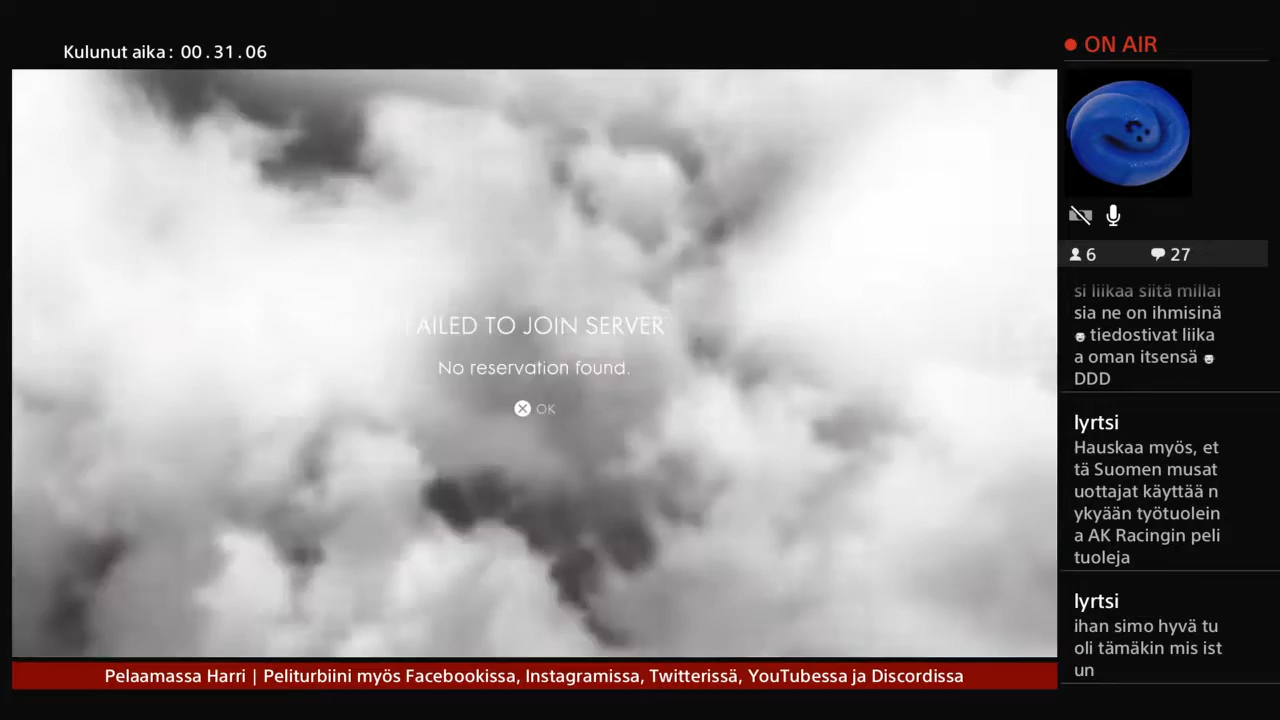 Kulunut aika: 00.31.06
ON AIR
6 27
si liikaa siitä millai
sia ne on ihmisinä
tiedostivat liika
a oman itsensä
DDD
AILED TO JOIN SERVER
No reservation found.
OK
lyrtsi
Hauskaa myös, et
tä Suomen musat
uottajat käyttää n
ykyään työtuolein
a AK Racingin peli
tuoleja
lyrtsi
ihan simo hyvä tu
oli tämäkin mis ist
un
Pelaamassa Harri | Peliturbiini myös Facebookissa, Instagramissa, Twitterissä, YouTubessa ja Discordissa